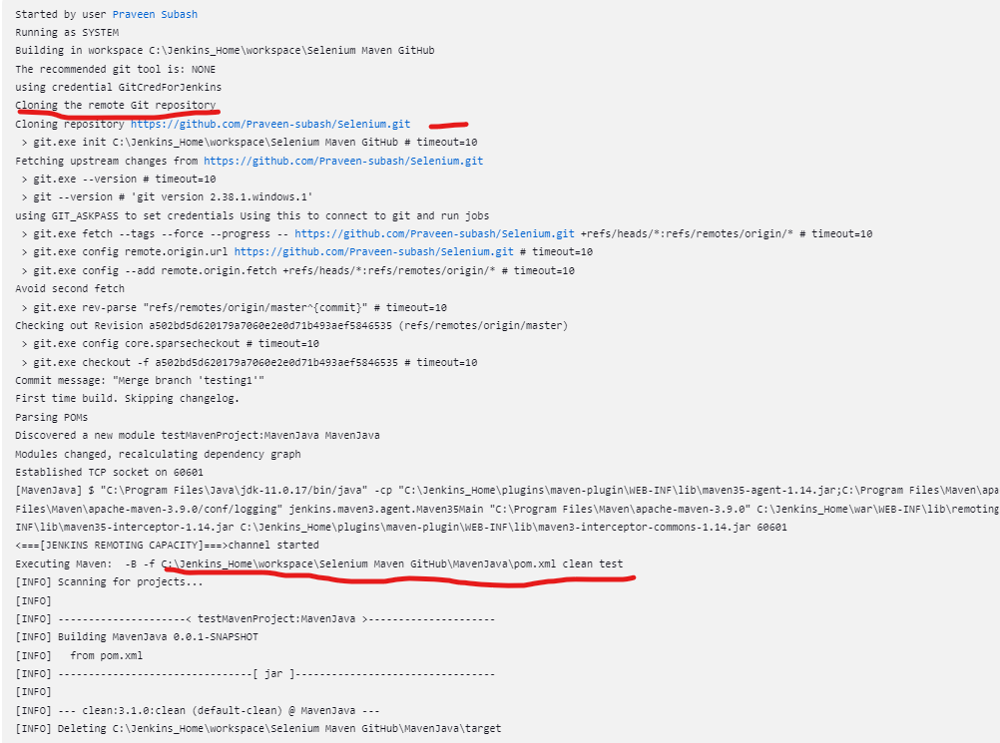 Started by user Praveen Subash
Running as SYSTEM
Building in workspace C:\Jenkins_Home\workspace\Selenium Maven GitHub
The recommended git tool is: NONE
using credential GitCredForJenkins
Cloning the remote Git repository
Cloning repository https://github.com/Praveen-subash/Selenium.git
 > git.exe init C:\Jenkins_Home\workspace\Selenium Maven GitHub # timeout=10
Fetching upstream changes from https://github.com/Praveen-subash/Selenium.git
 > git.exe --version # timeout=10
 > git --version # 'git version 2.38.1.windows.1'
using GIT_ASKPASS to set credentials Using this to connect to git and run jobs
 > git.exe fetch --tags --force --progress -- https://github.com/Praveen-subash/Selenium.git +refs/heads/*:refs/remotes/origin/* # timeout=10
 > git.exe config remote.origin.url https://github.com/Praveen-subash/Selenium.git # timeout=10
 > git.exe config --add remote.origin.fetch +refs/heads/*:refs/remotes/origin/* # timeout=10
Avoid second fetch
 > git.exe rev-parse "refs/remotes/origin/master^{commit}" # timeout=10
Checking out Revision a502bd5d620179a7060e2e0d71b493aef5846535 (refs/remotes/origin/master)
 > git.exe config core.sparsecheckout # timeout=10
 > git.exe checkout -f a502bd5d620179a7060e2e0d71b493aef5846535 # timeout=10
Commit message: "Merge branch 'testing1'"
First time build. Skipping changelog.
Parsing POMs
Discovered a new module testMavenProject:MavenJava MavenJava
Modules changed, recalculating dependency graph
Established TCP socket on 60601
[MavenJava] $ "C:\Program Files\Java\jdk-11.0.17/bin/java" -cp "C:\Jenkins_Home\plugins\maven-plugin\WEB-INF\lib\maven35-agent-1.14.jar;C:\Program Files\Maven\apa
Files\Maven\apache-maven-3.9.0/conf/logging" jenkins.maven3.agent.Maven35Main "C:\Program Files\Maven\apache-maven-3.9.0" C:\Jenkins_Home\war\WEB-INF\lib\remoting
INF\lib\maven35-interceptor-1.14.jar C:\Jenkins_Home\plugins\maven-plugin\WEB-INF\lib\maven3-interceptor-commons-1.14.jar 60601
<===[JENKINS REMOTING CAPACITY]===>channel started
Executing Maven:  -B -f C:\Jenkins_Home\workspace\Selenium Maven GitHub\MavenJava\pom.xml clean test
[INFO] Scanning for projects...
[INFO]
[INFO] ---------------------< testMavenProject:MavenJava >---------------------
[INFO] Building MavenJava 0.0.1-SNAPSHOT
[INFO]   from pom.xml
[INFO] --------------------------------[ jar ]---------------------------------
[INFO]
[INFO] --- clean:3.1.0:clean (default-clean) @ MavenJava ---
[INFO] Deleting C:\Jenkins_Home\workspace\Selenium Maven GitHub\MavenJava\target